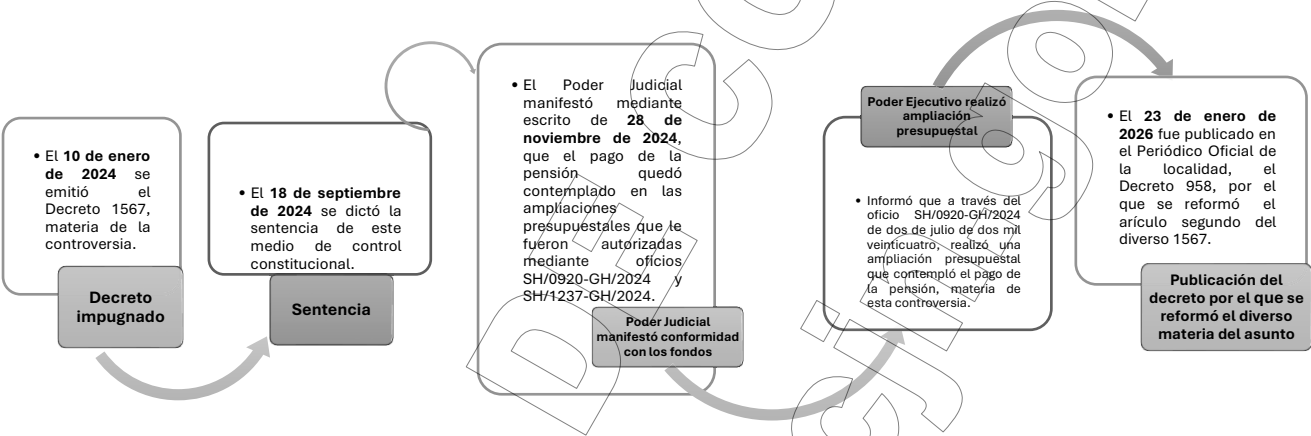 • El 10 de enero
de 2024 se
emitió el
Decreto 1567,
materia de la
controversia.
Decreto
impugnado
• El 18 de septiembre
de 2024 se dictó la
sentencia de este
medio de control
constitucional.
Sentencia
• El Poder Judicial
manifestó mediante
escrito de 28 de
noviembre de 2024,
que el pago de la
pensión quedó
contemplado en las
ampliaciones
presupuestales que le
fueron autorizadas
mediante oficios
SH/0920-GH/2024 y
SH/1237-GH/2024.
Poder Judicial
manifestó conformidad
con los fondos
Poder Ejecutivo realizó
ampliación
presupuestal
• Informó que a través del
oficio SH/0920-GH/2024
de dos de julio de dos mil
veinticuatro, realizó una
ampliación presupuestal
que contempló el pago de
la pensión, materia de
esta controversia.
• El 23 de enero de
2026 fue publicado en
el Periódico Oficial de
la localidad, el
Decreto 958, por el
que se reformó el
arículo segundo del
diverso 1567.
Publicación del
decreto por el que se
reformó el diverso
materia del asunto